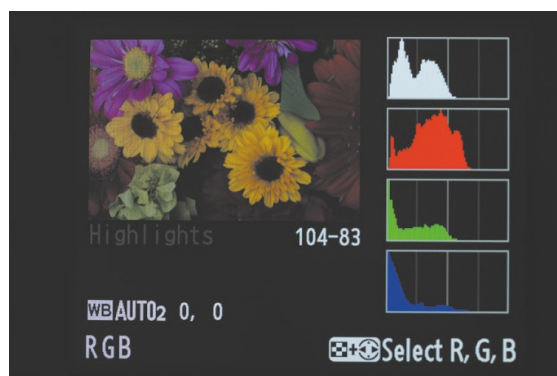 Highlights
104-83
WB AUTO2 0, 0
RGB
Select R, G, B